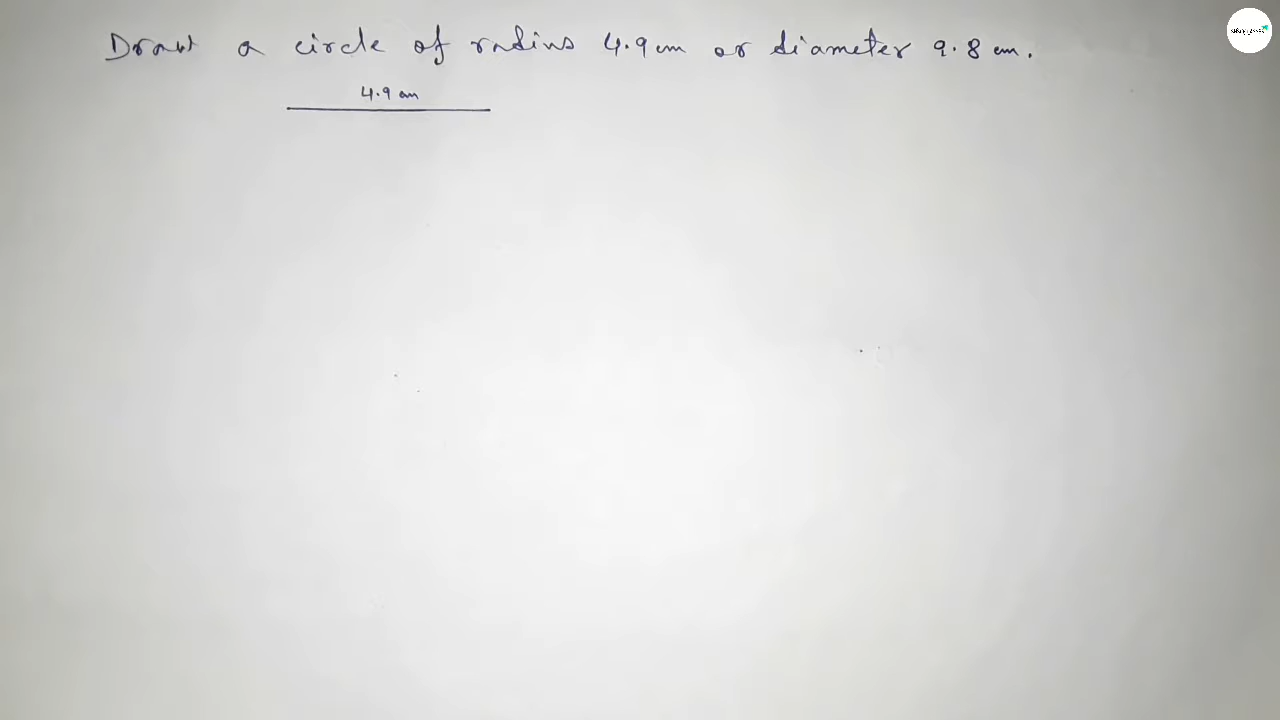 Draw a circle of radius 4.9 cm or diameter 9.8 cm.
4.9 cm